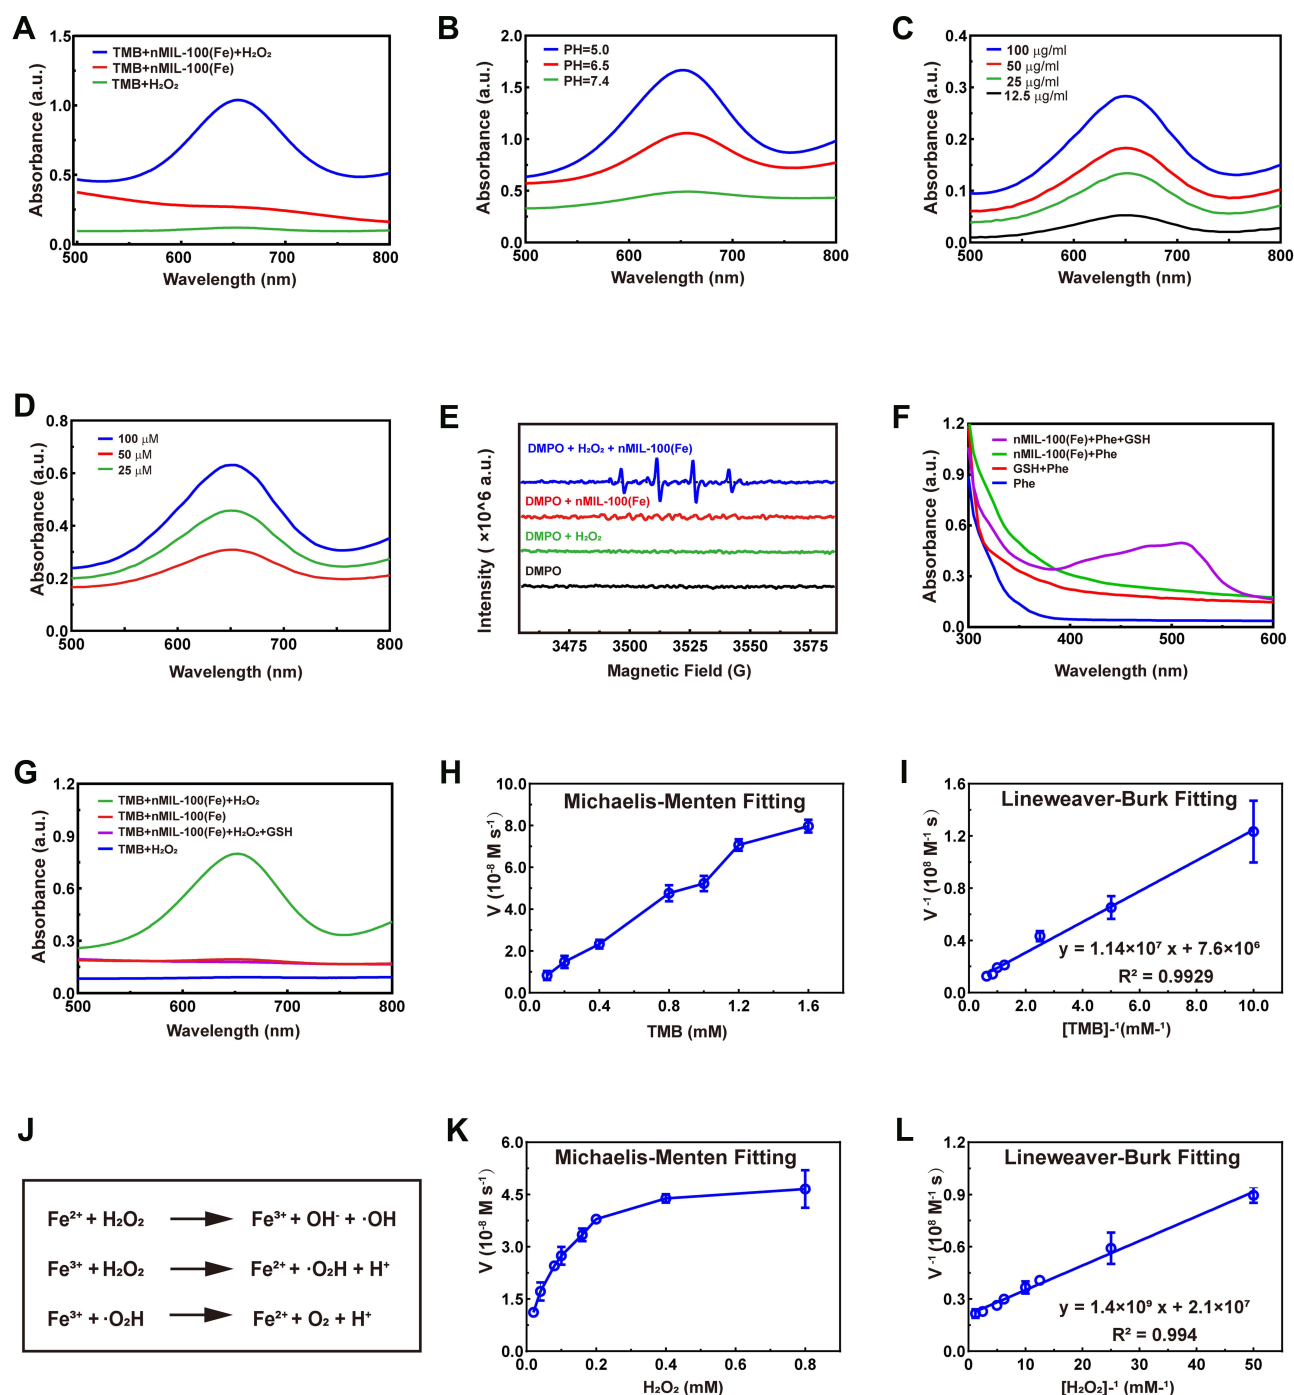 A
1.5
1.0
0.5
0.0
500
600
700
800
Absorbance (a.u.)
Wavelength (nm)
TMB+nMIL-100(Fe)+H₂O₂
TMB+nMIL-100(Fe)
TMB+H₂O₂
B
2.0
1.5
1.0
0.5
0.0
500
600
700
800
Absorbance (a.u.)
Wavelength (nm)
PH=5.0
PH=6.5
PH=7.4
C
0.4
0.3
0.2
0.1
0.0
500
600
700
800
Absorbance (a.u.)
Wavelength (nm)
100 μg/ml
50 μg/ml
25 μg/ml
12.5 μg/ml
D
0.8
0.6
0.4
0.2
0.0
500
600
700
800
Absorbance (a.u.)
Wavelength (nm)
100 μM
50 μM
25 μM
E
Intensity ( ×10^6 a.u.)
DMPO + H₂O₂ + nMIL-100(Fe)
DMPO + nMIL-100(Fe)
DMPO + H₂O₂
DMPO
3475
3500
3525
3550
3575
Magnetic Field (G)
F
1.2
0.9
0.6
0.3
0.0
300
400
500
600
Absorbance (a.u.)
Wavelength (nm)
nMIL-100(Fe)+Phe+GSH
nMIL-100(Fe)+Phe
GSH+Phe
Phe
G
1.2
0.9
0.6
0.3
0.0
500
600
700
800
Absorbance (a.u.)
Wavelength (nm)
TMB+nMIL-100(Fe)+H₂O₂
TMB+nMIL-100(Fe)
TMB+nMIL-100(Fe)+H₂O₂+GSH
TMB+H₂O₂
H
Michaelis-Menten Fitting
10.0
8.0
6.0
4.0
2.0
0.0
0.0
0.4
0.8
1.2
1.6
V (10⁻⁸ M s⁻¹)
TMB (mM)
I
Lineweaver-Burk Fitting
1.6
1.2
0.8
0.4
0.0
0.0
2.0
4.0
6.0
8.0
10.0
V⁻¹ (10⁸ M⁻¹ s)
[TMB]-¹(mM-¹)
y = 1.14×10⁷ x + 7.6×10⁶
R² = 0.9929
J
Fe²⁺ + H₂O₂ → Fe³⁺ + OH⁻ + ·OH
Fe³⁺ + H₂O₂ → Fe²⁺ + ·O₂H + H⁺
Fe³⁺ + ·O₂H → Fe²⁺ + O₂ + H⁺
K
Michaelis-Menten Fitting
6.0
4.5
3.0
1.5
0.0
0.0
0.2
0.4
0.6
0.8
V (10⁻⁸ M s⁻¹)
H₂O₂ (mM)
L
Lineweaver-Burk Fitting
1.2
0.9
0.6
0.3
0.0
0
10
20
30
40
50
V⁻¹ (10⁸ M⁻¹ s)
[H₂O₂]-¹ (mM-¹)
y = 1.4×10⁹ x + 2.1×10⁷
R² = 0.994